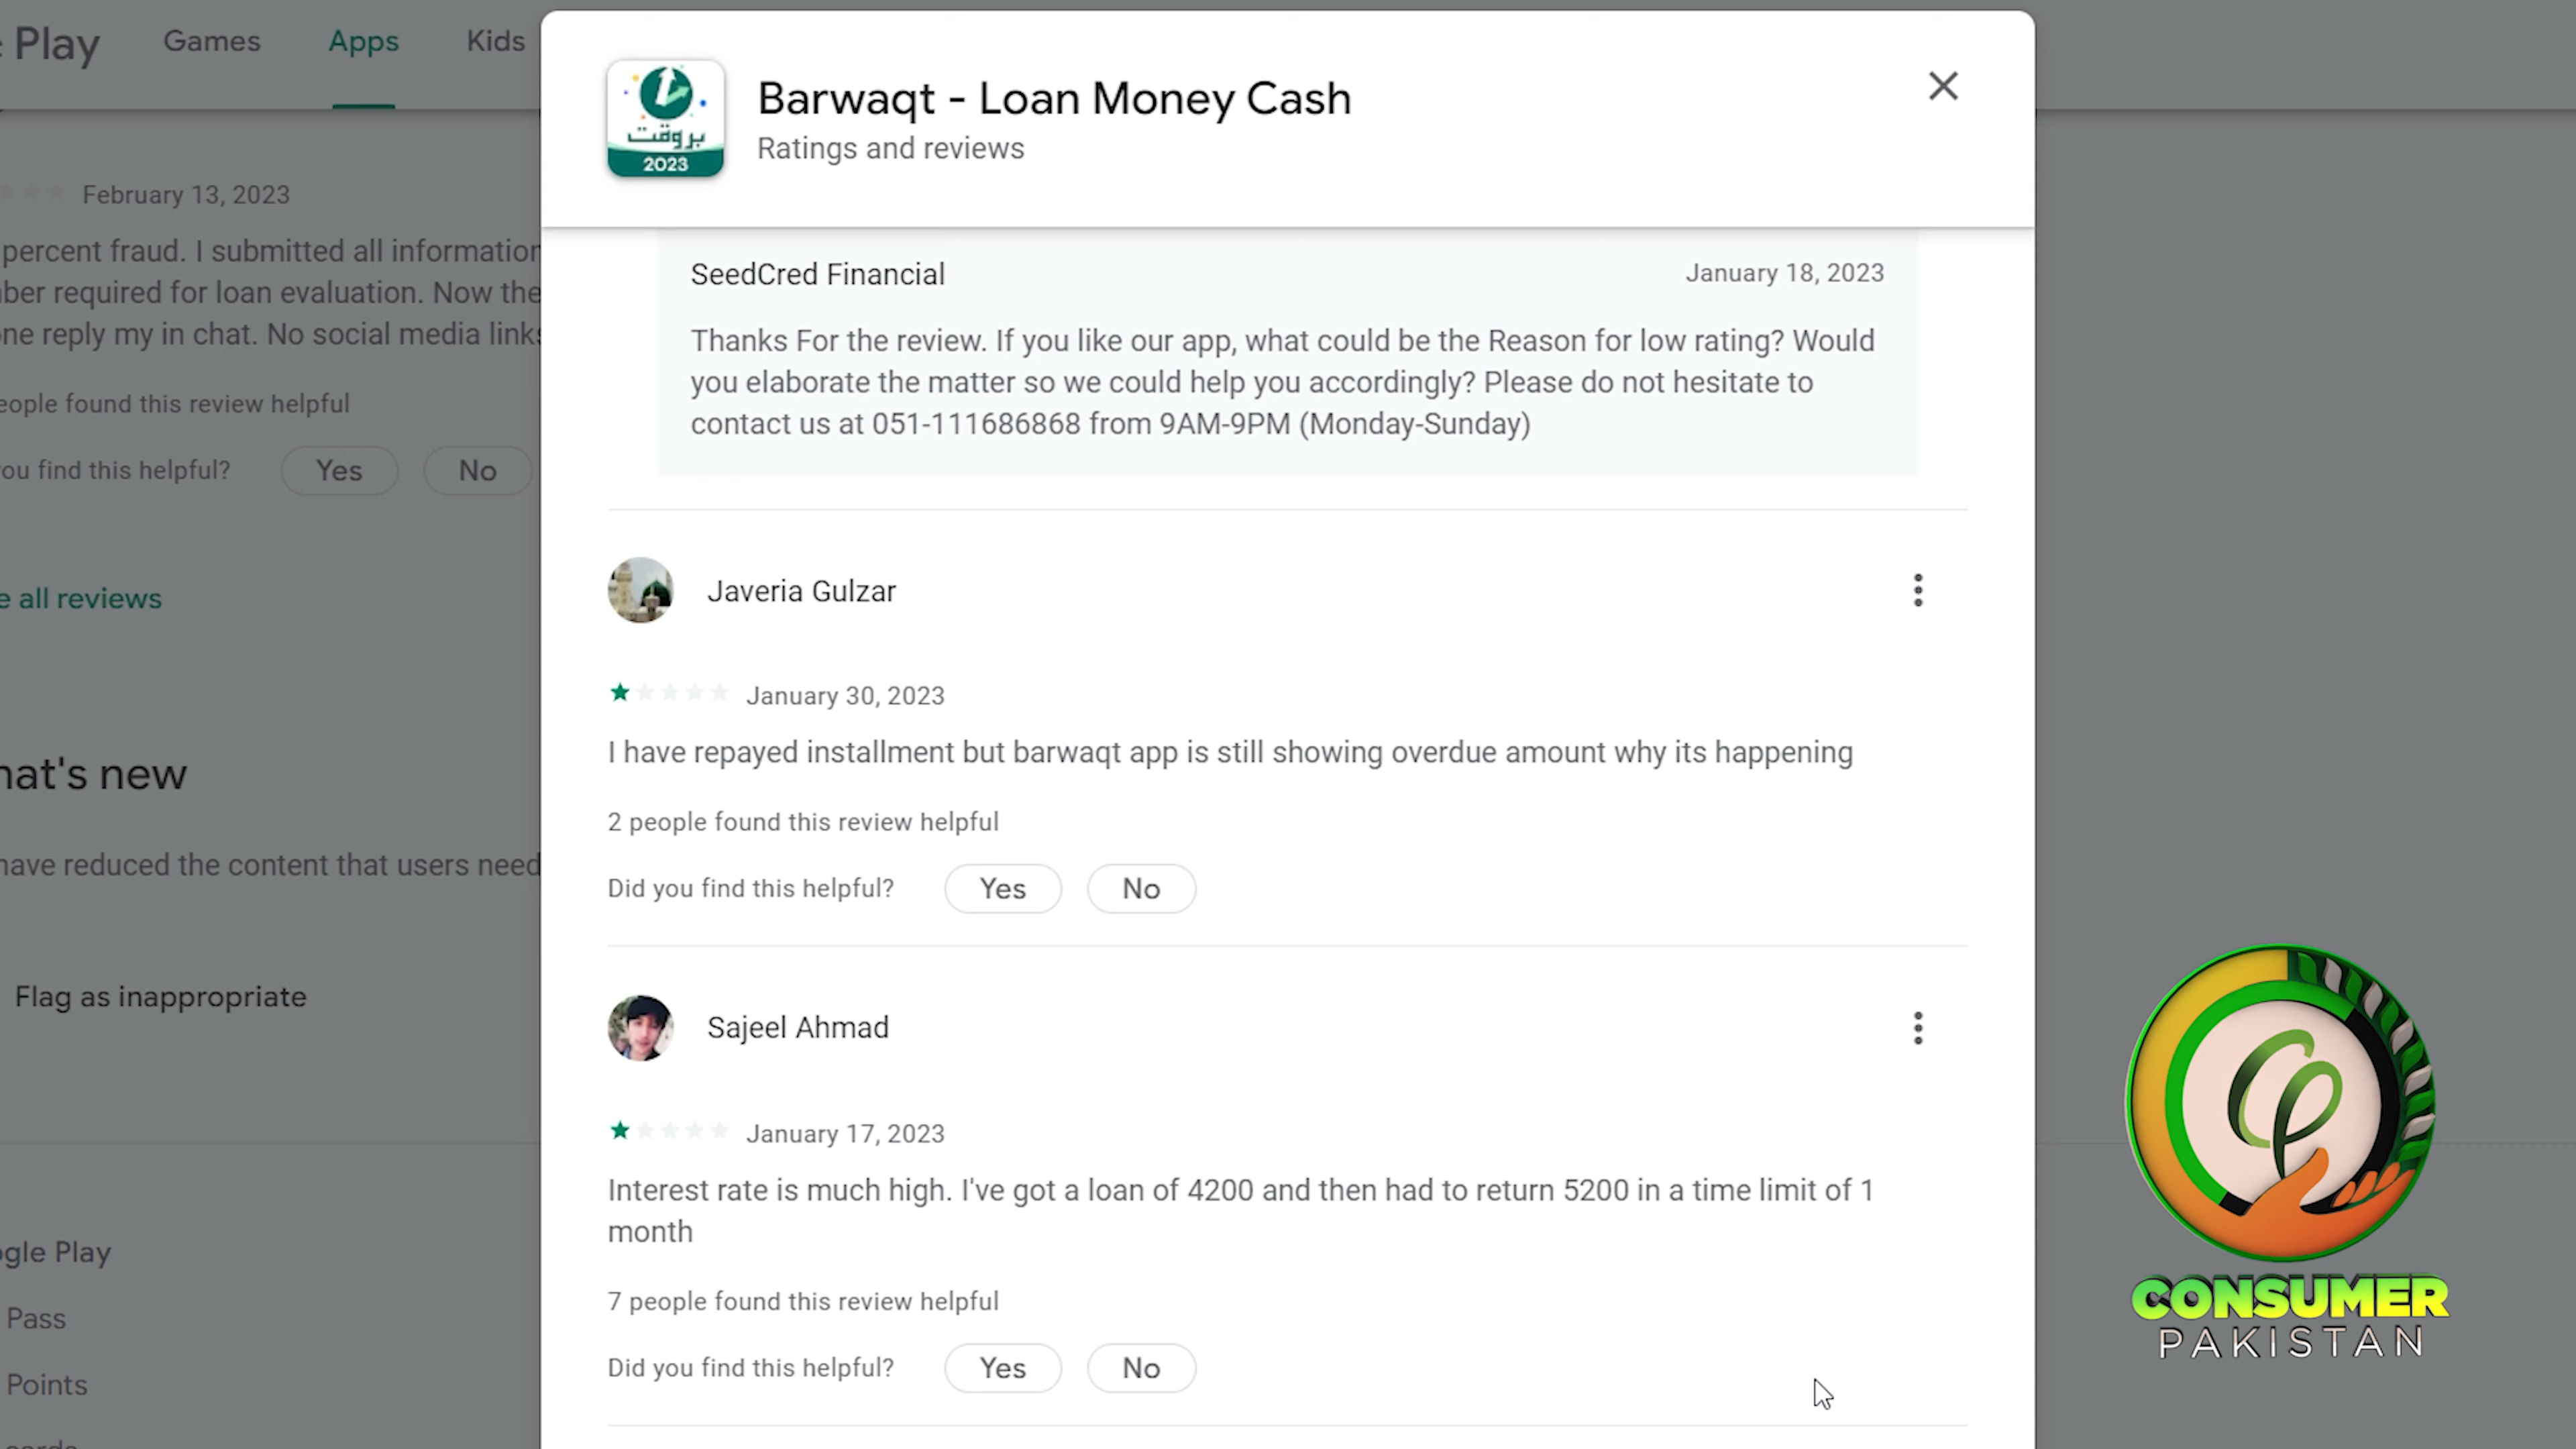 Play
Games
Apps
Kids
February 13, 2023
percent fraud. I submitted all information
required for loan evaluation. Now the
reply my in chat. No social media links
found this review helpful
find this helpful?
Yes
No
all reviews
new
have reduced the content that users need
Flag as inappropriate
Play
Pass
Points
بروقت
2023
Barwaqt - Loan Money Cash
Ratings and reviews
SeedCred Financial
January 18, 2023
Thanks For the review. If you like our app, what could be the Reason for low rating? Would
you elaborate the matter so we could help you accordingly? Please do not hesitate to
contact us at 051-111686868 from 9AM-9PM (Monday-Sunday)
Javeria Gulzar
January 30, 2023
I have repayed installment but barwaqt app is still showing overdue amount why its happening
2 people found this review helpful
Did you find this helpful?
Yes
No
Sajeel Ahmad
January 17, 2023
Interest rate is much high. I've got a loan of 4200 and then had to return 5200 in a time limit of 1
month
7 people found this review helpful
Did you find this helpful?
Yes
No
CP
CONSUMER
PAKISTAN